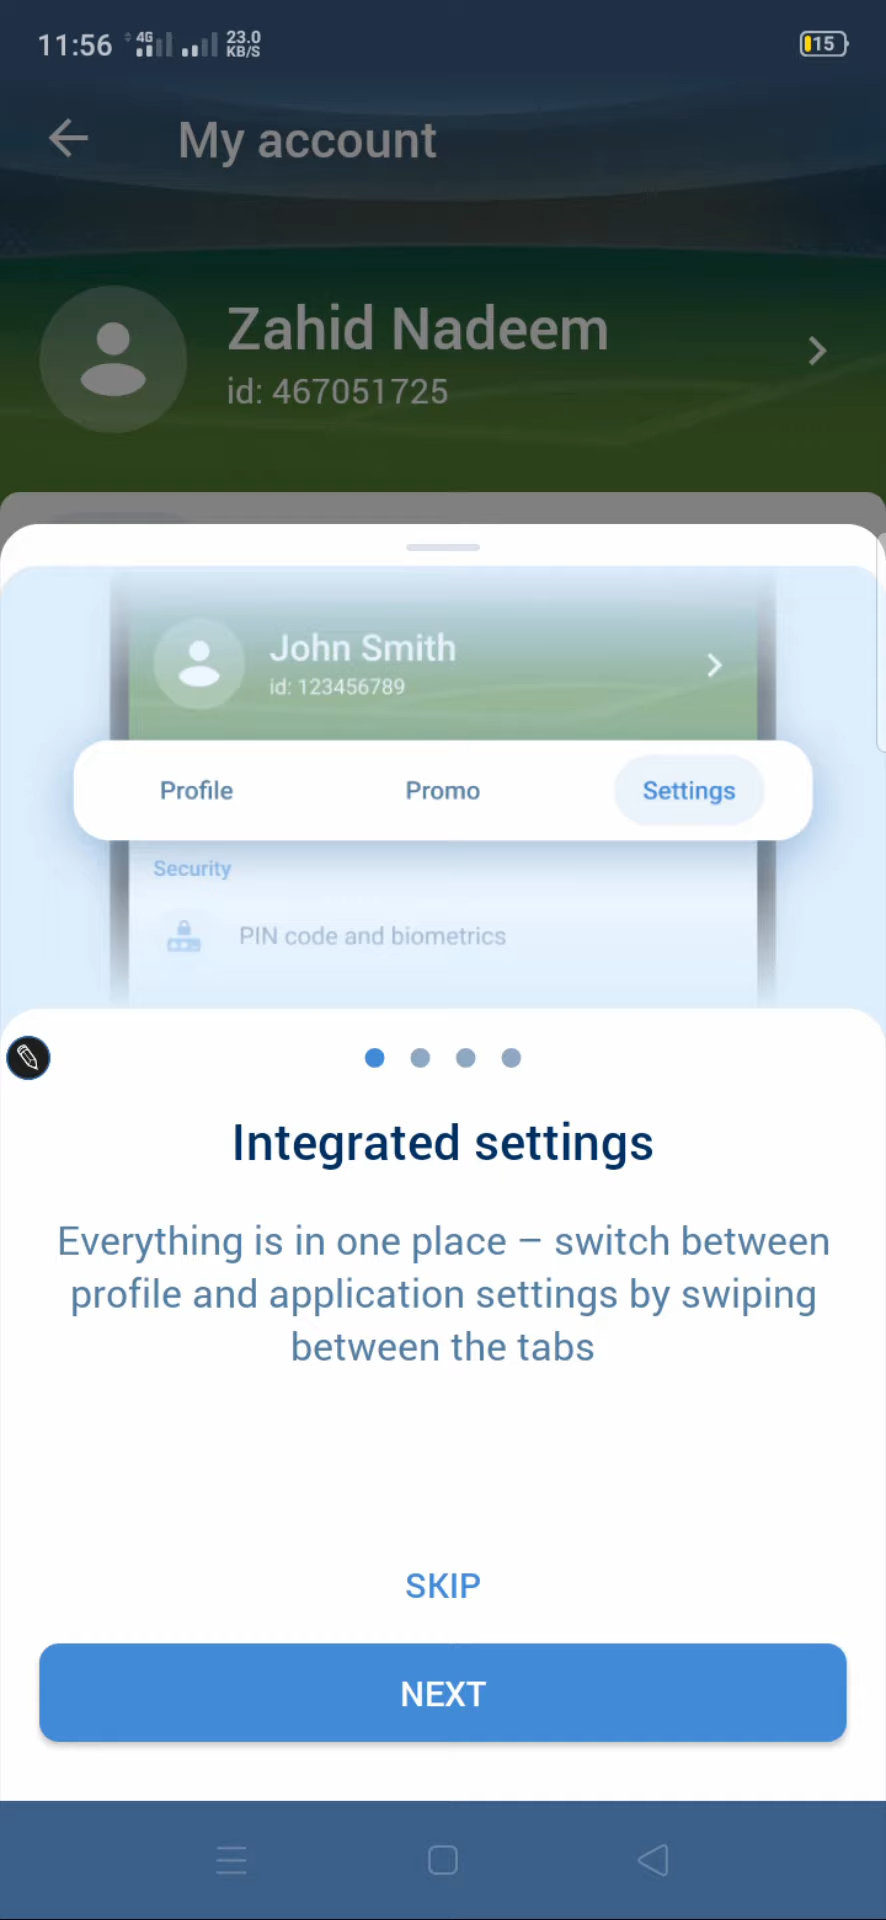 11:56 4G 23.0 KB/S 15
My account
Zahid Nadeem
id: 467051725
John Smith
id: 123456789
Profile Promo Settings
Security
PIN code and biometrics
Integrated settings
Everything is in one place – switch between
profile and application settings by swiping
between the tabs
SKIP
NEXT